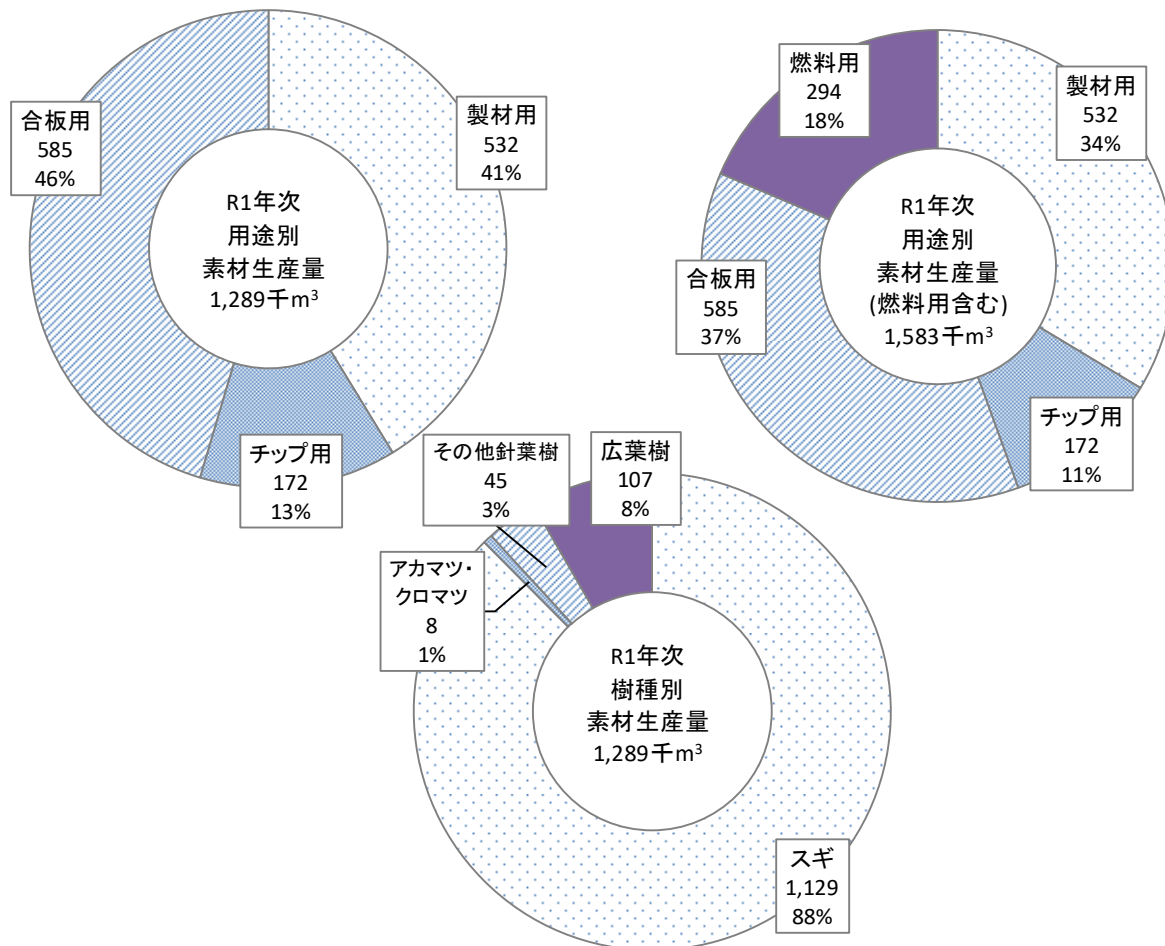 合板用
585
46%
製材用
532
41%
R1年次
用途別
素材生産量
1,289千m³
チップ用
172
13%
燃料用
294
18%
製材用
532
34%
R1年次
用途別
素材生産量
(燃料用含む)
1,583千m³
合板用
585
37%
チップ用
172
11%
その他針葉樹
45
3%
広葉樹
107
8%
アカマツ・
クロマツ
8
1%
R1年次
樹種別
素材生産量
1,289千m³
スギ
1,129
88%